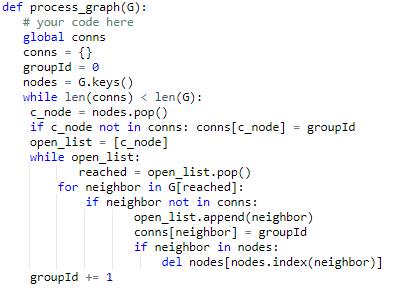 def process_graph(G):
    # your code here
    global conns
    conns = {}
    groupId = 0
    nodes = G.keys()
    while len(conns) < len(G):
     c_node = nodes.pop()
     if c_node not in conns: conns[c_node] = groupId
     open_list = [c_node]
     while open_list:
            reached = open_list.pop()
         for neighbor in G[reached]:
             if neighbor not in conns:
                    open_list.append(neighbor)
                    conns[neighbor] = groupId
                    if neighbor in nodes:
                        del nodes[nodes.index(neighbor)]
     groupId += 1